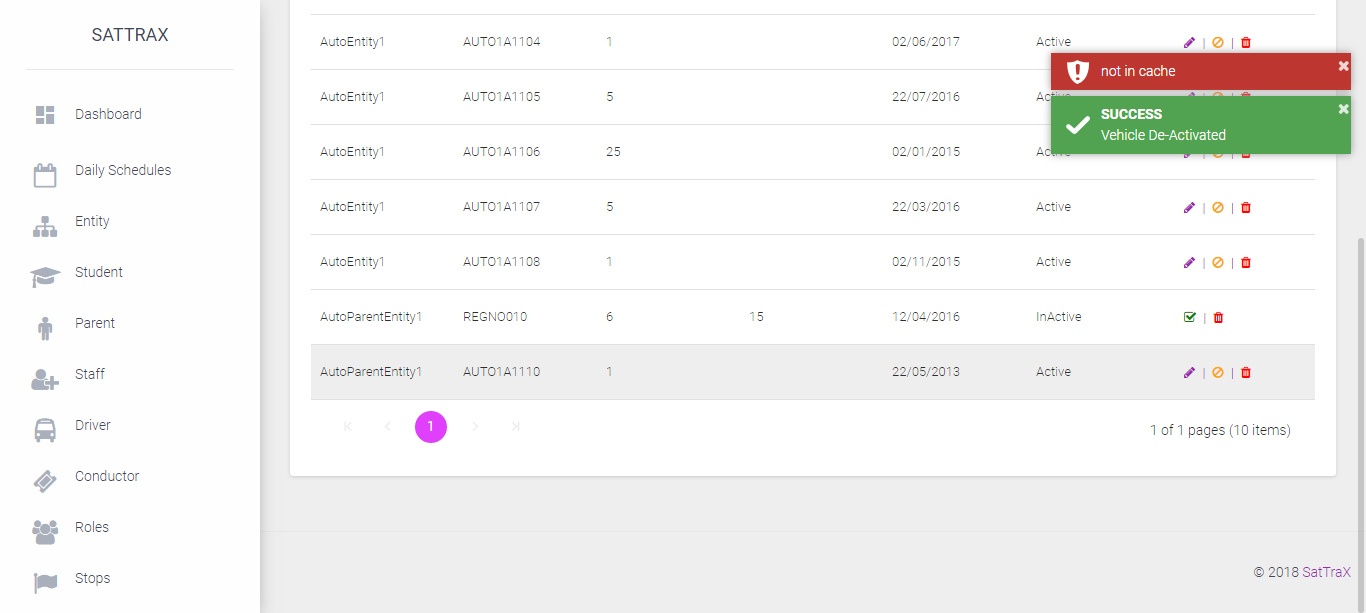 SATTRAX
Dashboard
Daily Schedules
Entity
Student
Parent
Staff
Driver
Conductor
Roles
Stops
AutoEntity1 AUTO1A1104 1 02/06/2017 Active
AutoEntity1 AUTO1A1105 5 22/07/2016
AutoEntity1 AUTO1A1106 25 02/01/2015
AutoEntity1 AUTO1A1107 5 22/03/2016 Active
AutoEntity1 AUTO1A1108 1 02/11/2015 Active
AutoParentEntity1 REGNO010 6 15 12/04/2016 InActive
AutoParentEntity1 AUTO1A1110 1 22/05/2013 Active
not in cache
SUCCESS
Vehicle De-Activated
1
1 of 1 pages (10 items)
© 2018 SatTraX